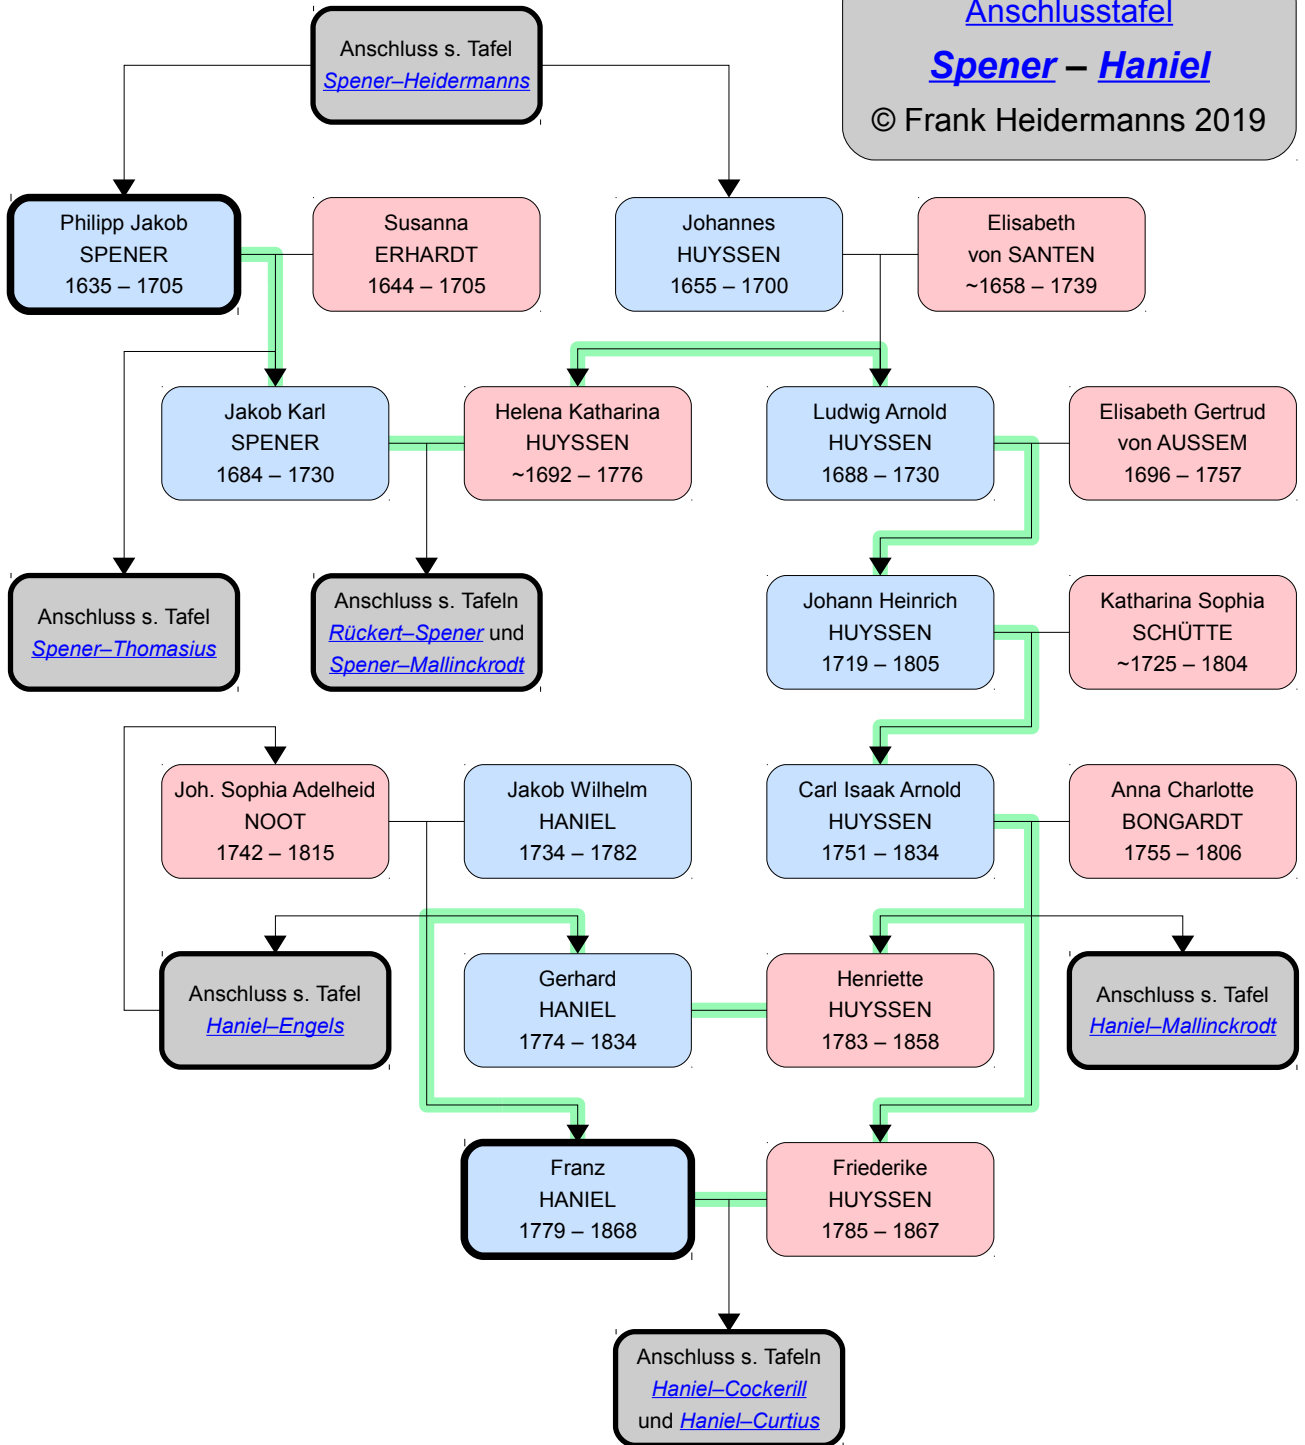 Anschlusstafel
Spener – Haniel
© Frank Heidermanns 2019
Anschluss s. Tafel
Spener–Heidermanns
Philipp Jakob
SPENER
1635 – 1705
Susanna
ERHARDT
1644 – 1705
Johannes
HUYSSEN
1655 – 1700
Elisabeth
von SANTEN
~1658 – 1739
Jakob Karl
SPENER
1684 – 1730
Helena Katharina
HUYSSEN
~1692 – 1776
Ludwig Arnold
HUYSSEN
1688 – 1730
Elisabeth Gertrud
von AUSSEM
1696 – 1757
Anschluss s. Tafel
Spener–Thomasius
Anschluss s. Tafeln
Rückert–Spener und
Spener–Mallinckrodt
Johann Heinrich
HUYSSEN
1719 – 1805
Katharina Sophia
SCHÜTTE
~1725 – 1804
Joh. Sophia Adelheid
NOOT
1742 – 1815
Jakob Wilhelm
HANIEL
1734 – 1782
Carl Isaak Arnold
HUYSSEN
1751 – 1834
Anna Charlotte
BONGARDT
1755 – 1806
Anschluss s. Tafel
Haniel–Engels
Gerhard
HANIEL
1774 – 1834
Henriette
HUYSSEN
1783 – 1858
Anschluss s. Tafel
Haniel–Mallinckrodt
Franz
HANIEL
1779 – 1868
Friederike
HUYSSEN
1785 – 1867
Anschluss s. Tafeln
Haniel–Cockerill
und Haniel–Curtius